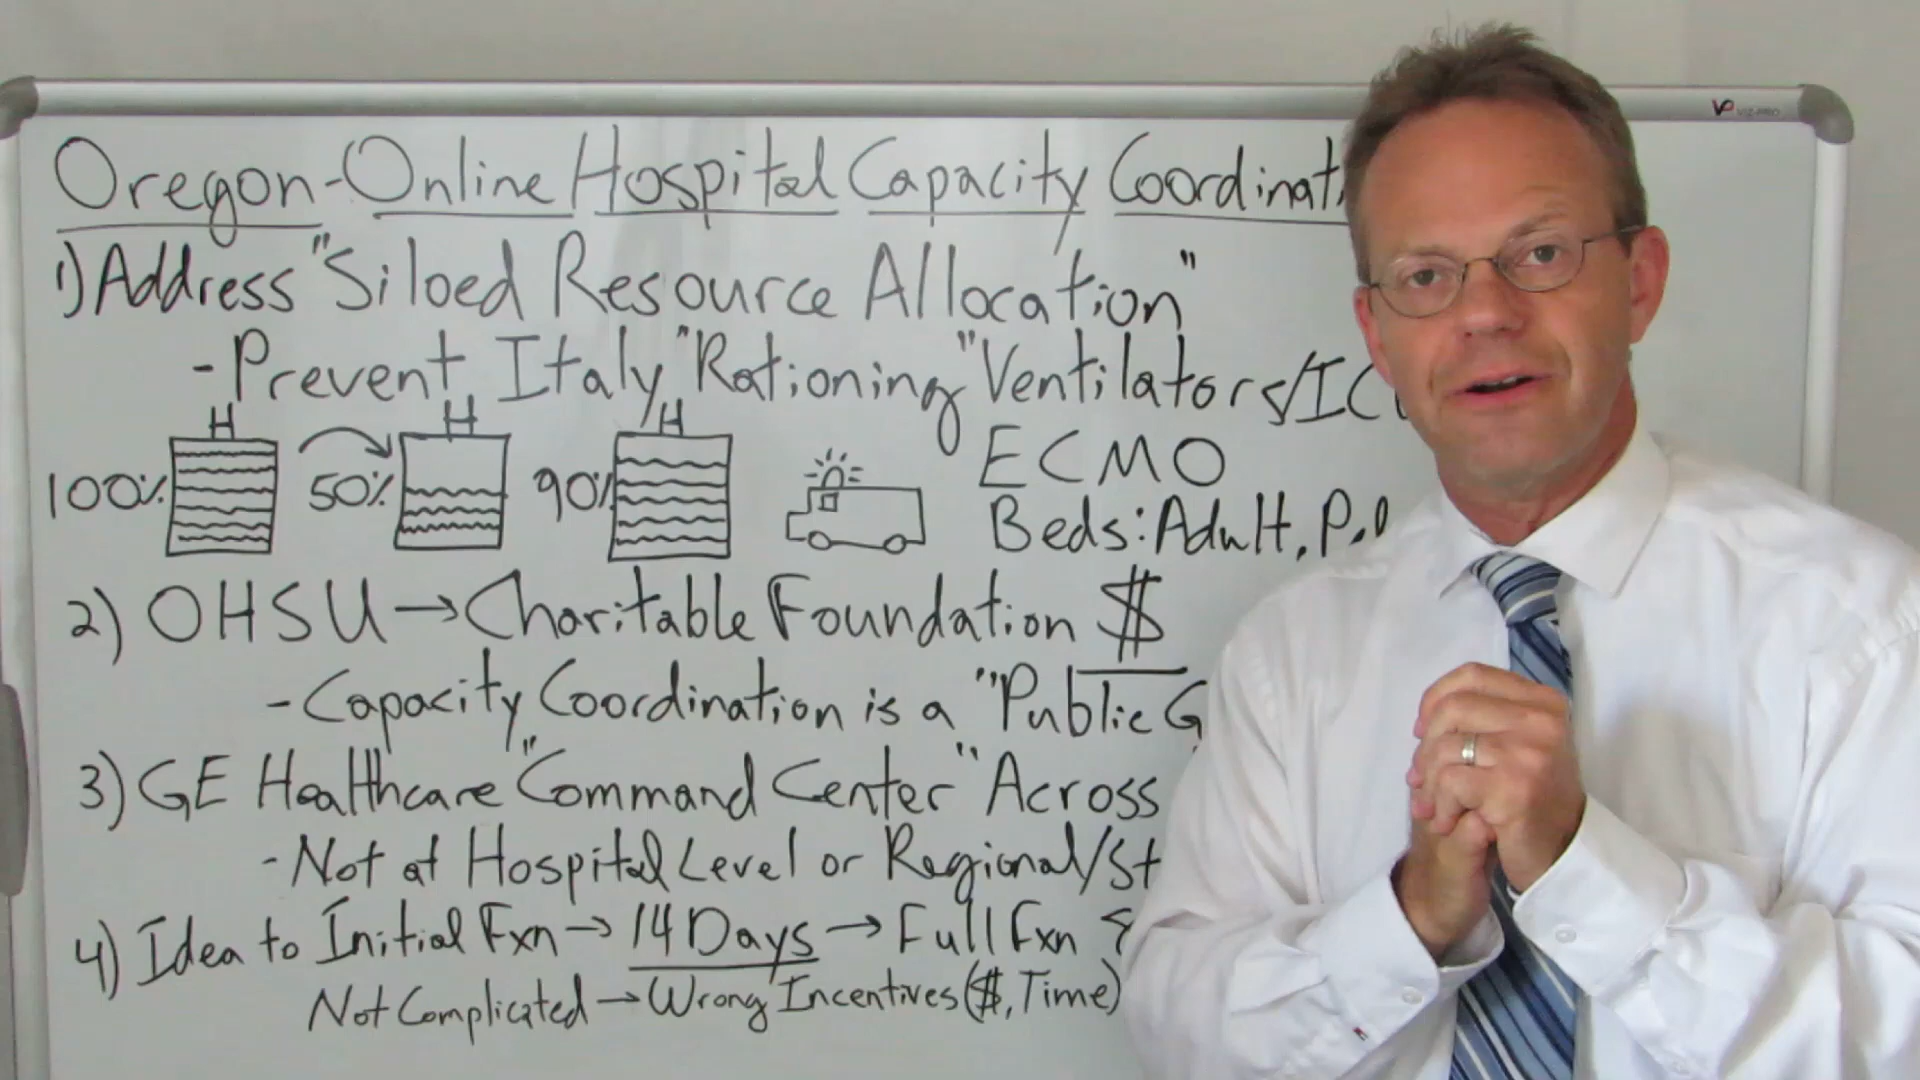 VIZ-PRO
Oregon-Online Hospital Capacity Coordinati
1) Address "Siloed Resource Allocation"
- Prevent Italy "Rationing" Ventilators/IC
H H H
100% 50% 90%
ECMO
Beds: Adult,
2) OHSU → Charitable Foundation $
- Capacity Coordination is a "Public G
3) GE Healthcare "Command Center" Across
- Not at Hospital Level or Regional/St
4) Idea to Initial Fxn → 14 Days → Full Fxn
Not Complicated → Wrong Incentives ($, Time)